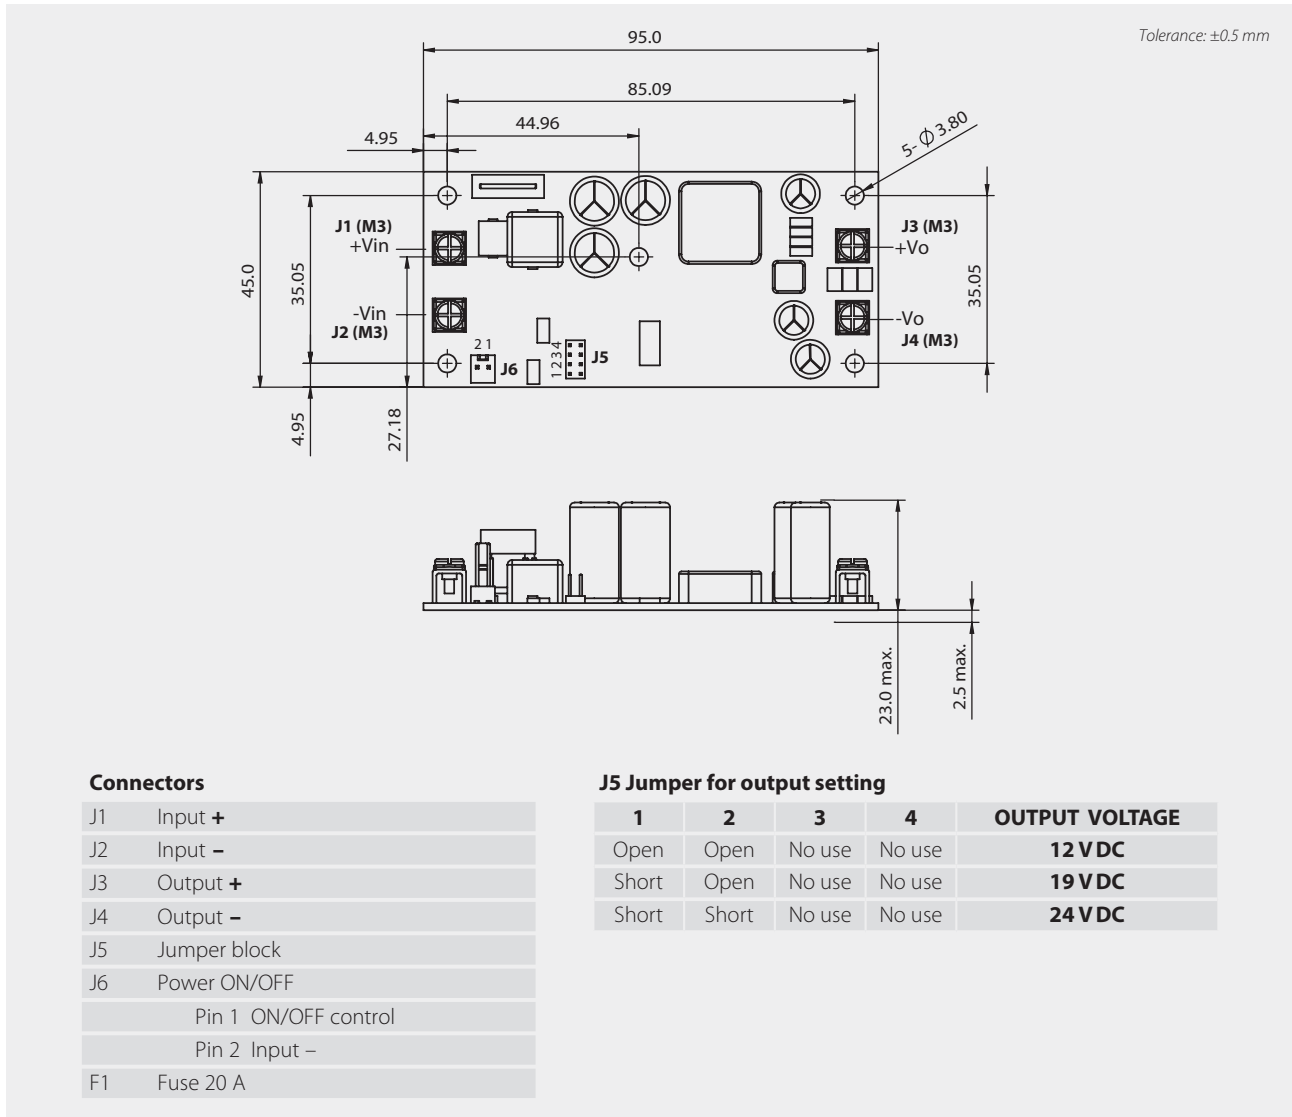 Tolerance: ±0.5 mm
95.0
85.09
44.96
4.95
5- Ø 3.80
J1 (M3)
+Vin
J3 (M3)
+Vo
45.0
35.05
35.05
-Vin
J2 (M3)
-Vo
J4 (M3)
2 1
J6
1 2 3 4
J5
4.95
27.18
23.0 max.
2.5 max.
Connectors
J1 Input +
J2 Input –
J3 Output +
J4 Output –
J5 Jumper block
J6 Power ON/OFF
Pin 1 ON/OFF control
Pin 2 Input –
F1 Fuse 20 A
J5 Jumper for output setting
1 2 3 4 OUTPUT VOLTAGE
Open Open No use No use 12 V DC
Short Open No use No use 19 V DC
Short Short No use No use 24 V DC